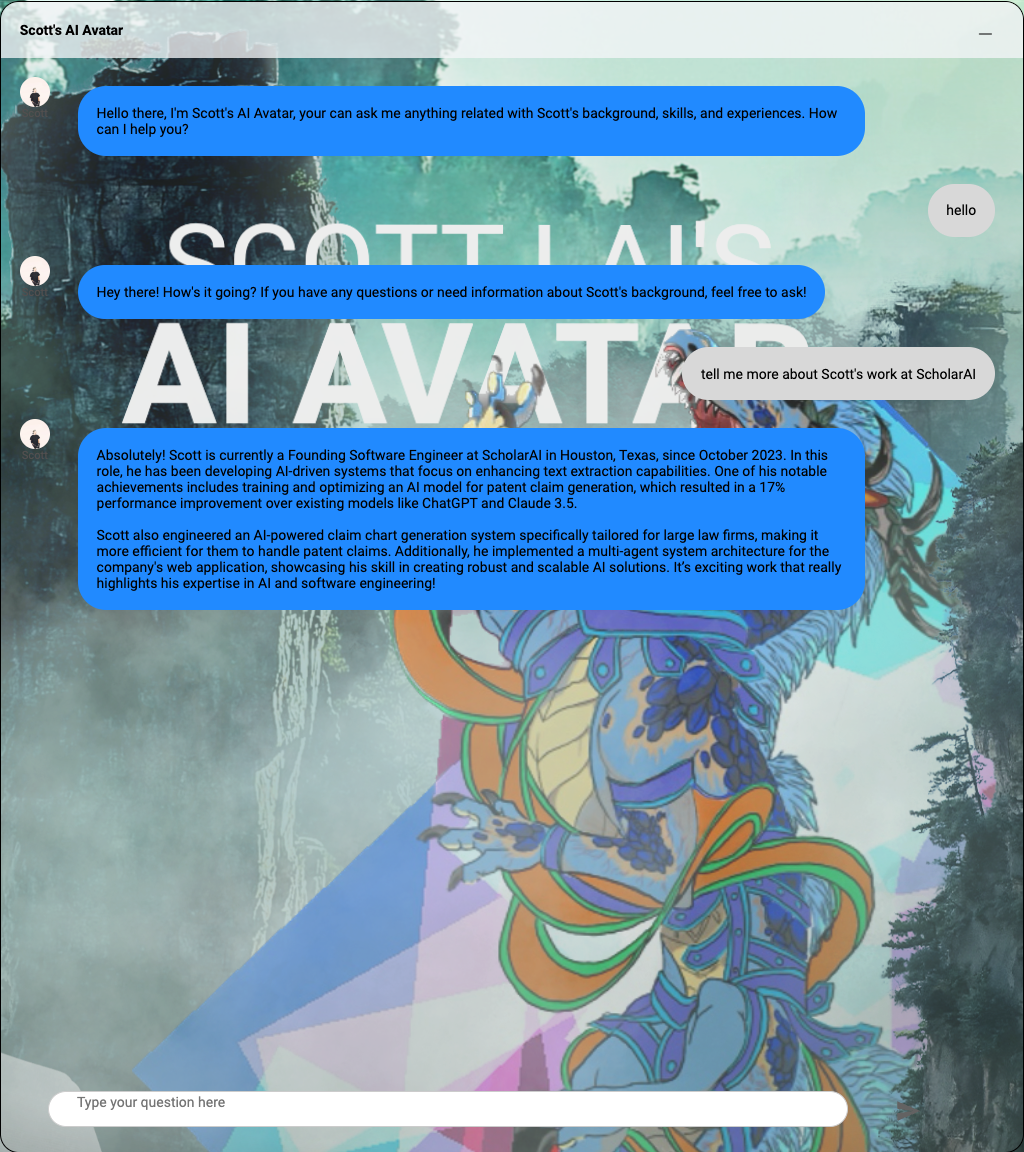 Scott's AI Avatar
Hello there, I'm Scott's AI Avatar, your can ask me anything related with Scott's background, skills, and experiences. How
can I help you?
hello
SCOTT LAI'S
Hey there! How's it going? If you have any questions or need information about Scott's background, feel free to ask!
AI AVATAR
tell me more about Scott's work at ScholarAI
Scott
Absolutely! Scott is currently a Founding Software Engineer at ScholarAI in Houston, Texas, since October 2023. In this
role, he has been developing AI-driven systems that focus on enhancing text extraction capabilities. One of his notable
achievements includes training and optimizing an AI model for patent claim generation, which resulted in a 17%
performance improvement over existing models like ChatGPT and Claude 3.5.
Scott also engineered an AI-powered claim chart generation system specifically tailored for large law firms, making it
more efficient for them to handle patent claims. Additionally, he implemented a multi-agent system architecture for the
company's web application, showcasing his skill in creating robust and scalable AI solutions. It’s exciting work that really
highlights his expertise in AI and software engineering!
Type your question here